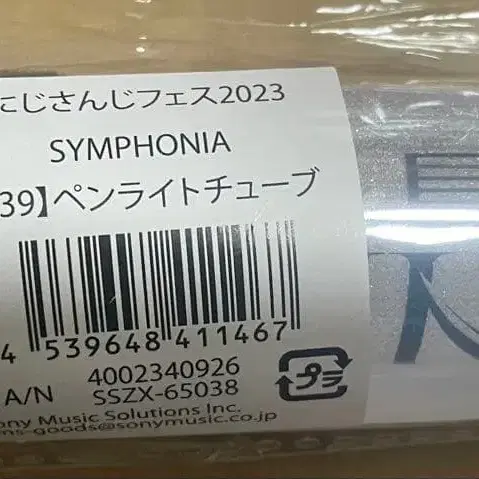 にじさんじフェス2023
SYMPHONIA
39】ペンライトチューブ
4 539648 411467
A/N 4002340926
SSZX-65038
プラ
ony Music Solutions Inc.
ms-goods@sonymusic.co.jp